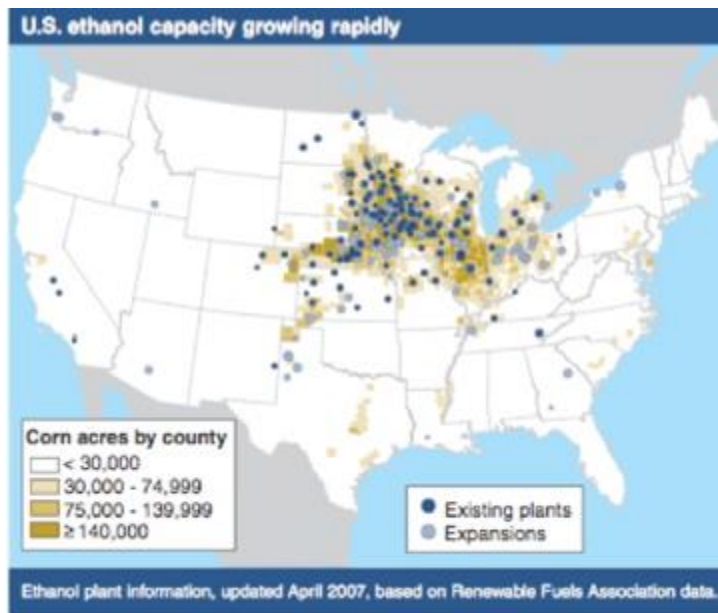 U.S. ethanol capacity growing rapidly
Corn acres by county
< 30,000
30,000 - 74,999
75,000 - 139,999
≥ 140,000
Existing plants
Expansions
Ethanol plant information, updated April 2007, based on Renewable Fuels Association data.